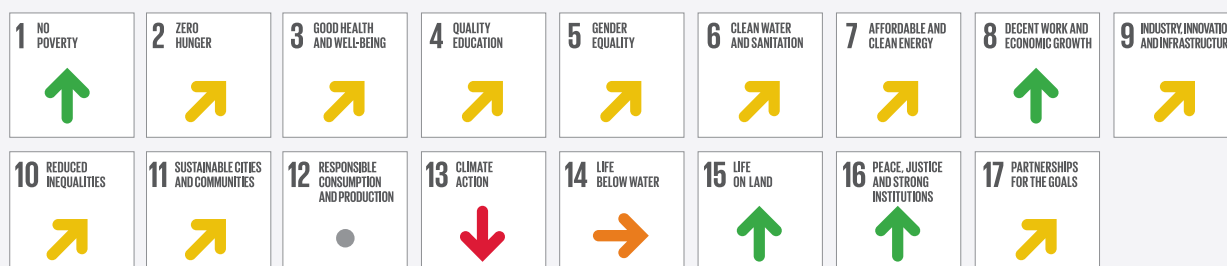 1 NO
POVERTY
2 ZERO
HUNGER
3 GOOD HEALTH
AND WELL-BEING
4 QUALITY
EDUCATION
5 GENDER
EQUALITY
6 CLEAN WATER
AND SANITATION
7 AFFORDABLE AND
CLEAN ENERGY
8 DECENT WORK AND
ECONOMIC GROWTH
9 INDUSTRY, INNOVATIO
AND INFRASTRUCTUR
10 REDUCED
INEQUALITIES
11 SUSTAINABLE CITIES
AND COMMUNITIES
12 RESPONSIBLE
CONSUMPTION
AND PRODUCTION
13 CLIMATE
ACTION
14 LIFE
BELOW WATER
15 LIFE
ON LAND
16 PEACE, JUSTICE
AND STRONG
INSTITUTIONS
17 PARTNERSHIPS
FOR THE GOALS